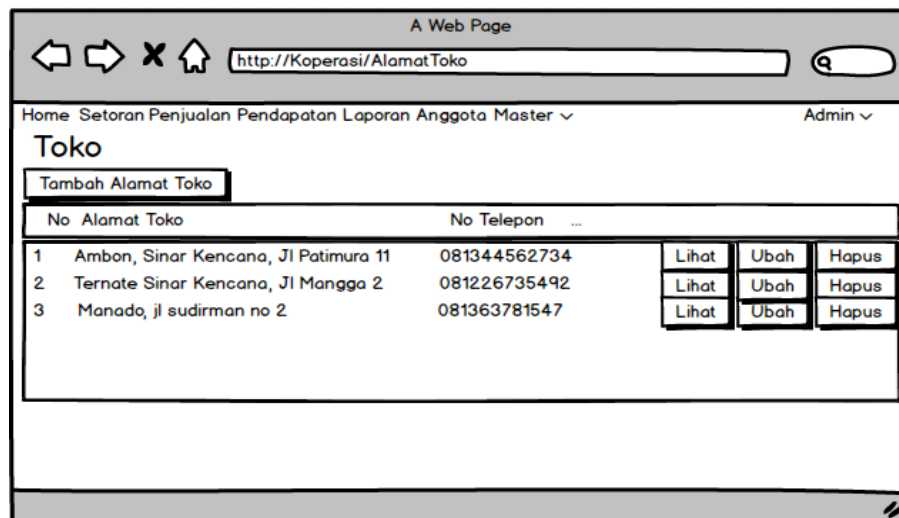 A Web Page
http://Koperasi/AlamatToko
Home Setoran Penjualan Pendapatan Laporan Anggota Master Admin
Toko
Tambah Alamat Toko
No Alamat Toko No Telepon ...
1 Ambon, Sinar Kencana, Jl Patimura 11 081344562734 Lihat Ubah Hapus
2 Ternate Sinar Kencana, Jl Mangga 2 081226735492 Lihat Ubah Hapus
3 Manado, jl sudirman no 2 081363781547 Lihat Ubah Hapus